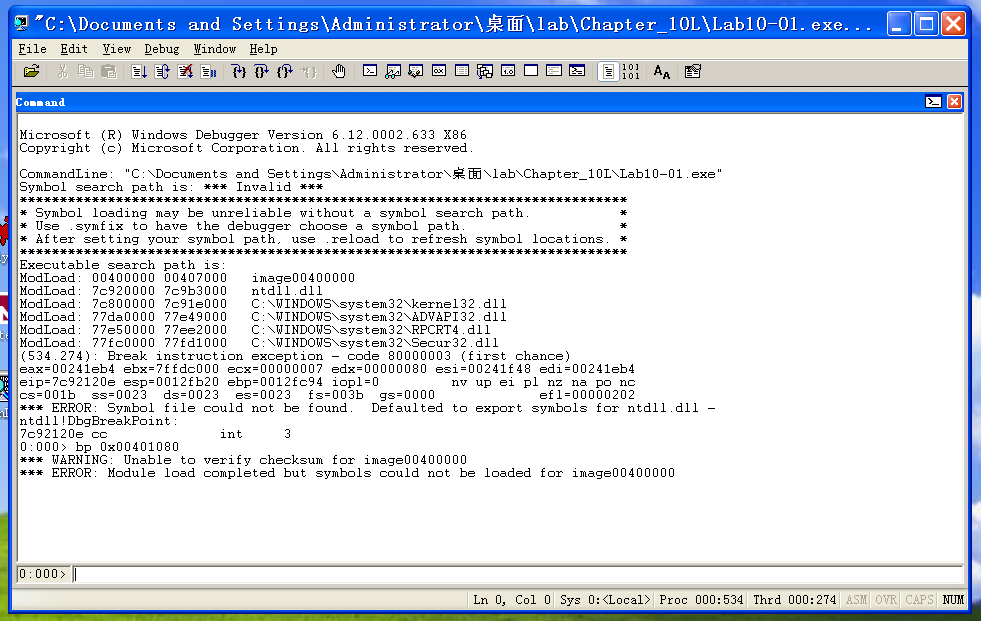 "C:\Documents and Settings\Administrator\桌面\lab\Chapter_10L\Lab10-01.exe...
File Edit View Debug Window Help
Command
Microsoft (R) Windows Debugger Version 6.12.0002.633 X86
Copyright (c) Microsoft Corporation. All rights reserved.
CommandLine: "C:\Documents and Settings\Administrator\桌面\lab\Chapter_10L\Lab10-01.exe"
Symbol search path is: *** Invalid ***
****************************************************************************
* Symbol loading may be unreliable without a symbol search path.           *
* Use .symfix to have the debugger choose a symbol path.                   *
* After setting your symbol path, use .reload to refresh symbol locations. *
****************************************************************************
Executable search path is:
ModLoad: 00400000 00407000   image00400000
ModLoad: 7c920000 7c9b3000   ntdll.dll
ModLoad: 7c800000 7c91e000   C:\WINDOWS\system32\kernel32.dll
ModLoad: 77da0000 77e49000   C:\WINDOWS\system32\ADVAPI32.dll
ModLoad: 77e50000 77ee2000   C:\WINDOWS\system32\RPCRT4.dll
ModLoad: 77fc0000 77fd1000   C:\WINDOWS\system32\Secur32.dll
(534.274): Break instruction exception - code 80000003 (first chance)
eax=00241eb4 ebx=7ffdc000 ecx=00000007 edx=00000080 esi=00241f48 edi=00241eb4
eip=7c92120e esp=0012fb20 ebp=0012fc94 iopl=0         nv up ei pl nz na po nc
cs=001b  ss=0023  ds=0023  es=0023  fs=003b  gs=0000             efl=00000202
*** ERROR: Symbol file could not be found.  Defaulted to export symbols for ntdll.dll -
ntdll!DbgBreakPoint:
7c92120e cc              int     3
0:000> bp 0x00401080
*** WARNING: Unable to verify checksum for image00400000
*** ERROR: Module load completed but symbols could not be loaded for image00400000
0:000>
Ln 0, Col 0 Sys 0:<Local> Proc 000:534 Thrd 000:274 ASM OVR CAPS NUM